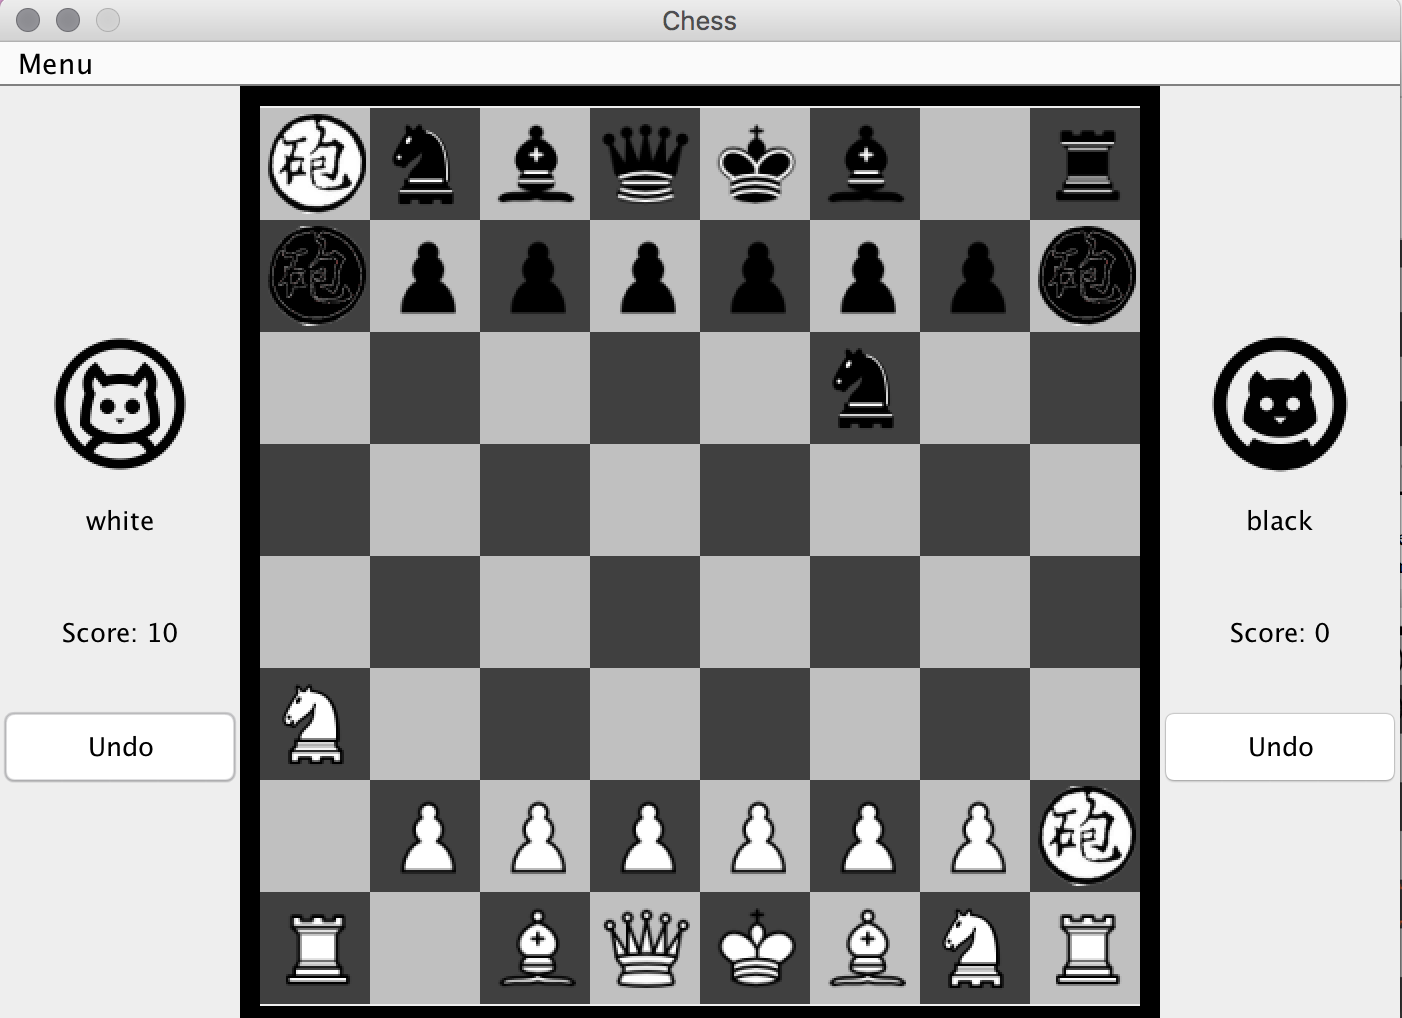 Chess
Menu
砲
砲 砲
white
black
Score: 10
Score: 0
Undo
Undo
砲